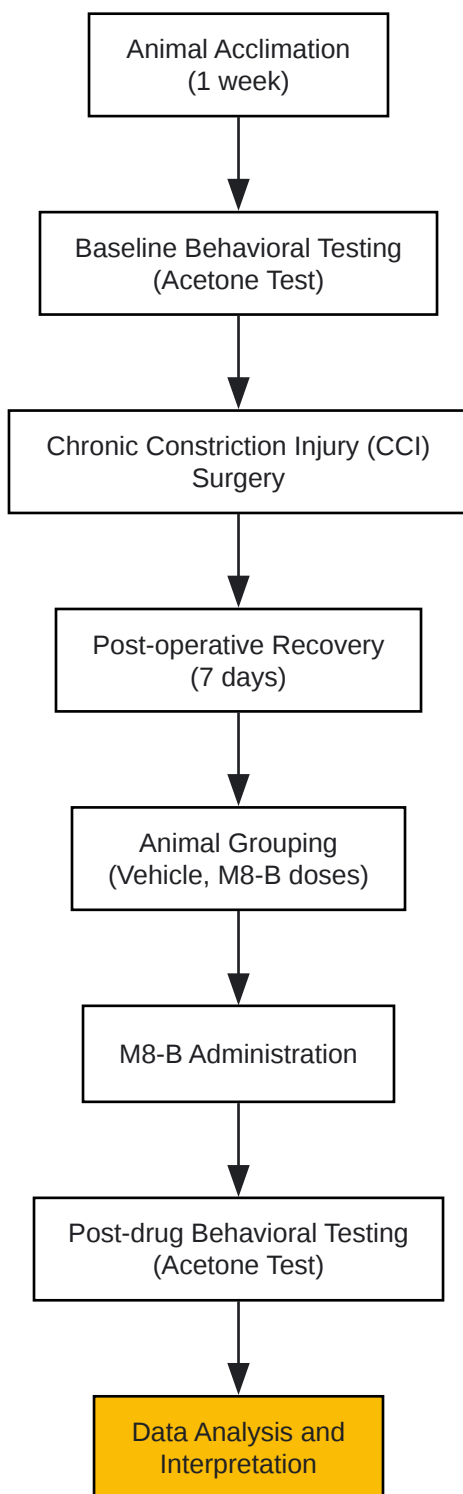 Animal Acclimation
(1 week)
Baseline Behavioral Testing
(Acetone Test)
Chronic Constriction Injury (CCI)
Surgery
Post-operative Recovery
(7 days)
Animal Grouping
(Vehicle, M8-B doses)
M8-B Administration
Post-drug Behavioral Testing
(Acetone Test)
Data Analysis and
Interpretation